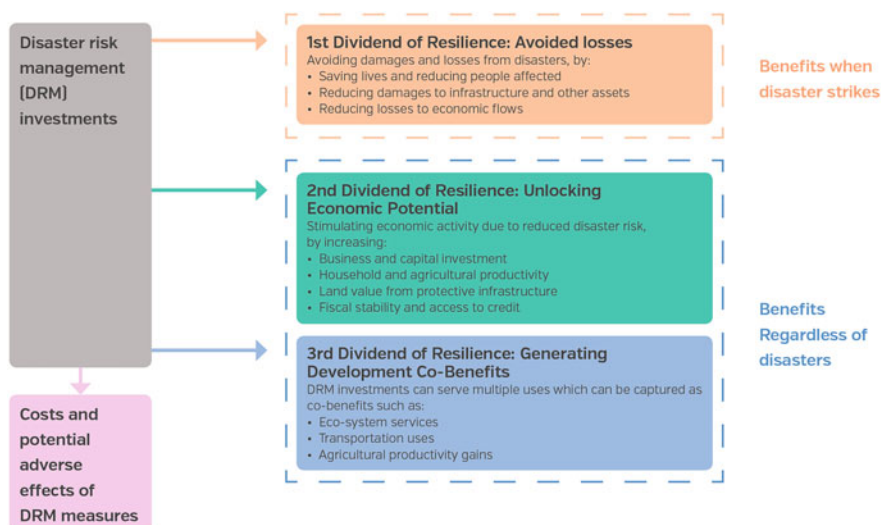 Disaster risk
management
(DRM)
investments
Costs and
potential
adverse
effects of
DRM measures
1st Dividend of Resilience: Avoided losses
Avoiding damages and losses from disasters, by:
• Saving lives and reducing people affected
• Reducing damages to infrastructure and other assets
• Reducing losses to economic flows
Benefits when
disaster strikes
2nd Dividend of Resilience: Unlocking
Economic Potential
Stimulating economic activity due to reduced disaster risk,
by increasing:
• Business and capital investment
• Household and agricultural productivity
• Land value from protective infrastructure
• Fiscal stability and access to credit
3rd Dividend of Resilience: Generating
Development Co-Benefits
DRM investments can serve multiple uses which can be captured as
co-benefits such as:
• Eco-system services
• Transportation uses
• Agricultural productivity gains
Benefits
Regardless of
disasters